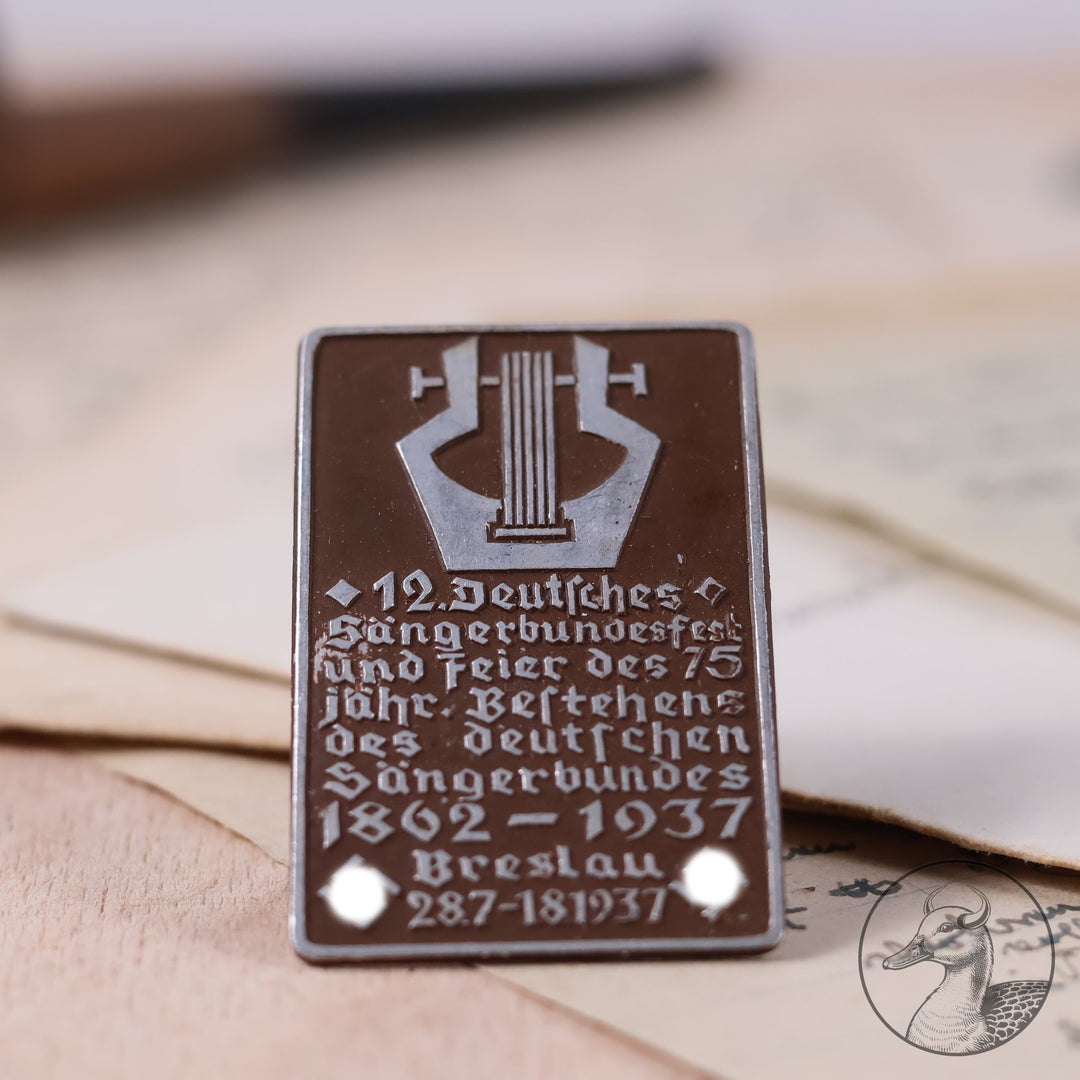 12. Deutſches
Sängerbundesfest
und Feier des 75
jähr. Beſtehens
des deutſchen
Sängerbundes
1862 — 1937
Breslau
28.7-1.8.1937